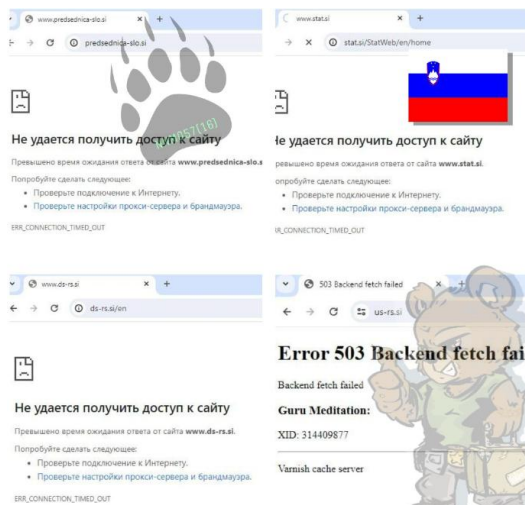 www.predsednica-slo.si
predsednica-slo.si
Не удается получить доступ к сайту
Превышено время ожидания ответа от сайта www.predsednica-slo.s
Попробуйте сделать следующее:
• Проверьте подключение к Интернету.
• Проверьте настройки прокси-сервера и брандмауэра.
ERR_CONNECTION_TIMED_OUT
www.stat.si
stat.si/StatWeb/en/home
Не удается получить доступ к сайту
ревышено время ожидания ответа от сайта www.stat.si.
опробуйте сделать следующее:
• Проверьте подключение к Интернету.
• Проверьте настройки прокси-сервера и брандмауэра.
RR_CONNECTION_TIMED_OUT
www.ds-rs.si
ds-rs.si/en
Не удается получить доступ к сайту
Превышено время ожидания ответа от сайта www.ds-rs.si.
Попробуйте сделать следующее:
• Проверьте подключение к Интернету.
• Проверьте настройки прокси-сервера и брандмауэра.
ERR_CONNECTION_TIMED_OUT
503 Backend fetch failed
us-rs.si
Error 503 Backend fetch fai
Backend fetch failed
Guru Meditation:
XID: 314409877
Varnish cache server